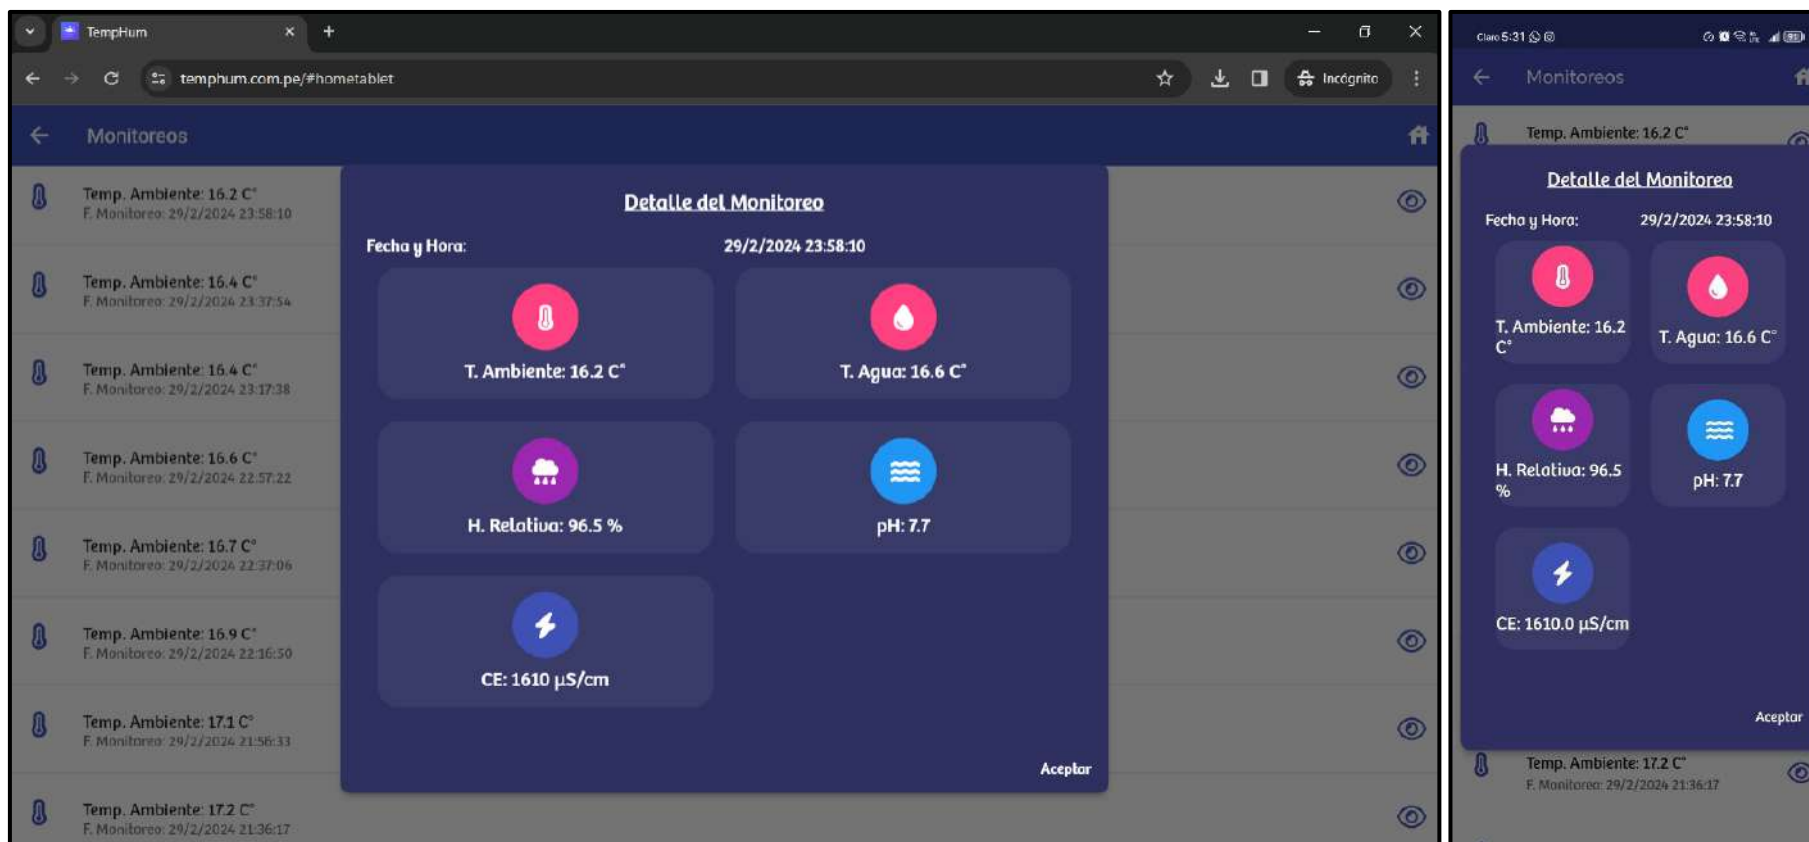 TempHum
temphum.com.pe/#hometablet
Incógnito
Monitoreos
Temp. Ambiente: 16.2 C°
F. Monitoreo: 29/2/2024 23:58:10
Temp. Ambiente: 16.4 C°
F. Monitoreo: 29/2/2024 23:37:54
Temp. Ambiente: 16.4 C°
F. Monitoreo: 29/2/2024 23:17:38
Temp. Ambiente: 16.6 C°
F. Monitoreo: 29/2/2024 22:57:22
Temp. Ambiente: 16.7 C°
F. Monitoreo: 29/2/2024 22:37:06
Temp. Ambiente: 16.9 C°
F. Monitoreo: 29/2/2024 22:16:50
Temp. Ambiente: 17.1 C°
F. Monitoreo: 29/2/2024 21:56:33
Temp. Ambiente: 17.2 C°
F. Monitoreo: 29/2/2024 21:36:17
Detalle del Monitoreo
Fecha y Hora: 29/2/2024 23:58:10
T. Ambiente: 16.2 C° T. Agua: 16.6 C°
H. Relativa: 96.5 % pH: 7.7
CE: 1610 µS/cm
Aceptar
Claro 5:31
Monitoreos
Temp. Ambiente: 16.2 C°
Detalle del Monitoreo
Fecha y Hora: 29/2/2024 23:58:10
T. Ambiente: 16.2
C°
T. Agua: 16.6 C°
H. Relativa: 96.5
%
pH: 7.7
CE: 1610.0 µS/cm
Aceptar
Temp. Ambiente: 17.2 C°
F. Monitoreo: 29/2/2024 21:36:17